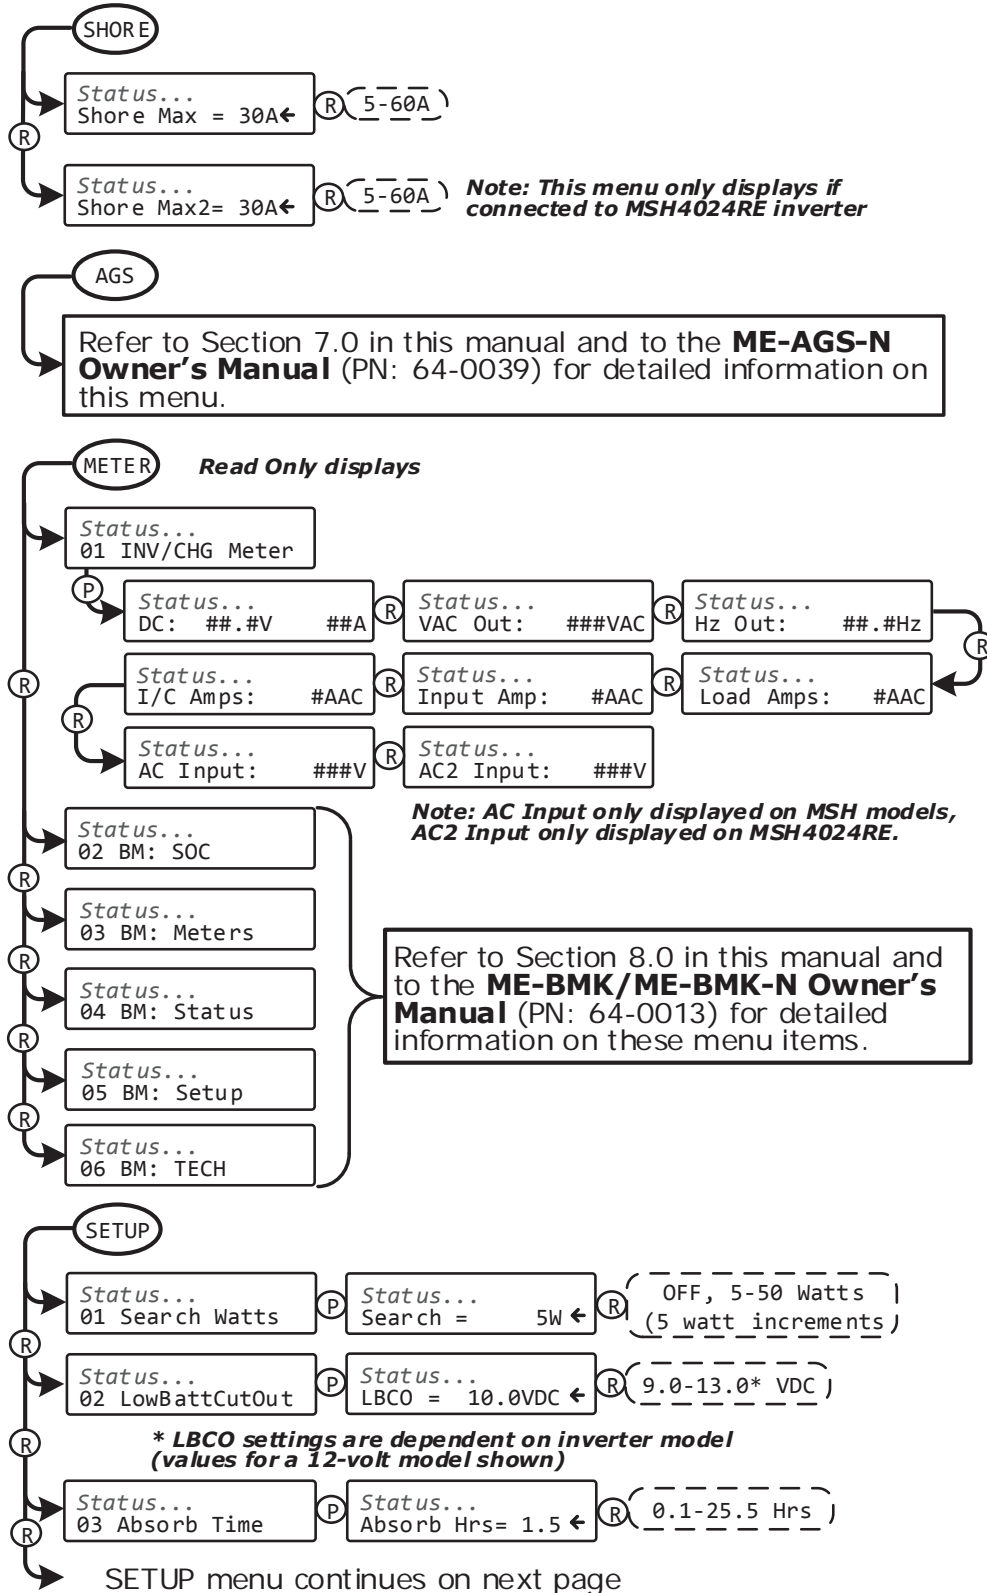 SHORE
Status...
Shore Max = 30A←
R
5-60A
R
Status...
Shore Max2= 30A←
R
5-60A
Note: This menu only displays if
connected to MSH4024RE inverter
AGS
Refer to Section 7.0 in this manual and to the ME-AGS-N
Owner's Manual (PN: 64-0039) for detailed information on
this menu.
METER
Read Only displays
Status...
01 INV/CHG Meter
P
Status...
DC: ##.#V ##A
R
Status...
VAC Out: ###VAC
R
Status...
Hz Out: ##.#Hz
R
R
Status...
I/C Amps: #AAC
R
Status...
Input Amp: #AAC
R
Status...
Load Amps: #AAC
R
Status...
AC Input: ###V
R
Status...
AC2 Input: ###V
Note: AC Input only displayed on MSH models,
AC2 Input only displayed on MSH4024RE.
Status...
02 BM: SOC
R
Status...
03 BM: Meters
R
Status...
04 BM: Status
R
Status...
05 BM: Setup
R
Status...
06 BM: TECH
Refer to Section 8.0 in this manual and
to the ME-BMK/ME-BMK-N Owner's
Manual (PN: 64-0013) for detailed
information on these menu items.
SETUP
Status...
01 Search Watts
P
Status...
Search = 5W ←
R
OFF, 5-50 Watts
(5 watt increments)
R
Status...
02 LowBattCutOut
P
Status...
LBCO = 10.0VDC ←
R
9.0-13.0* VDC
R
* LBCO settings are dependent on inverter model
(values for a 12-volt model shown)
Status...
03 Absorb Time
P
Status...
Absorb Hrs= 1.5 ←
R
0.1-25.5 Hrs
R
SETUP menu continues on next page